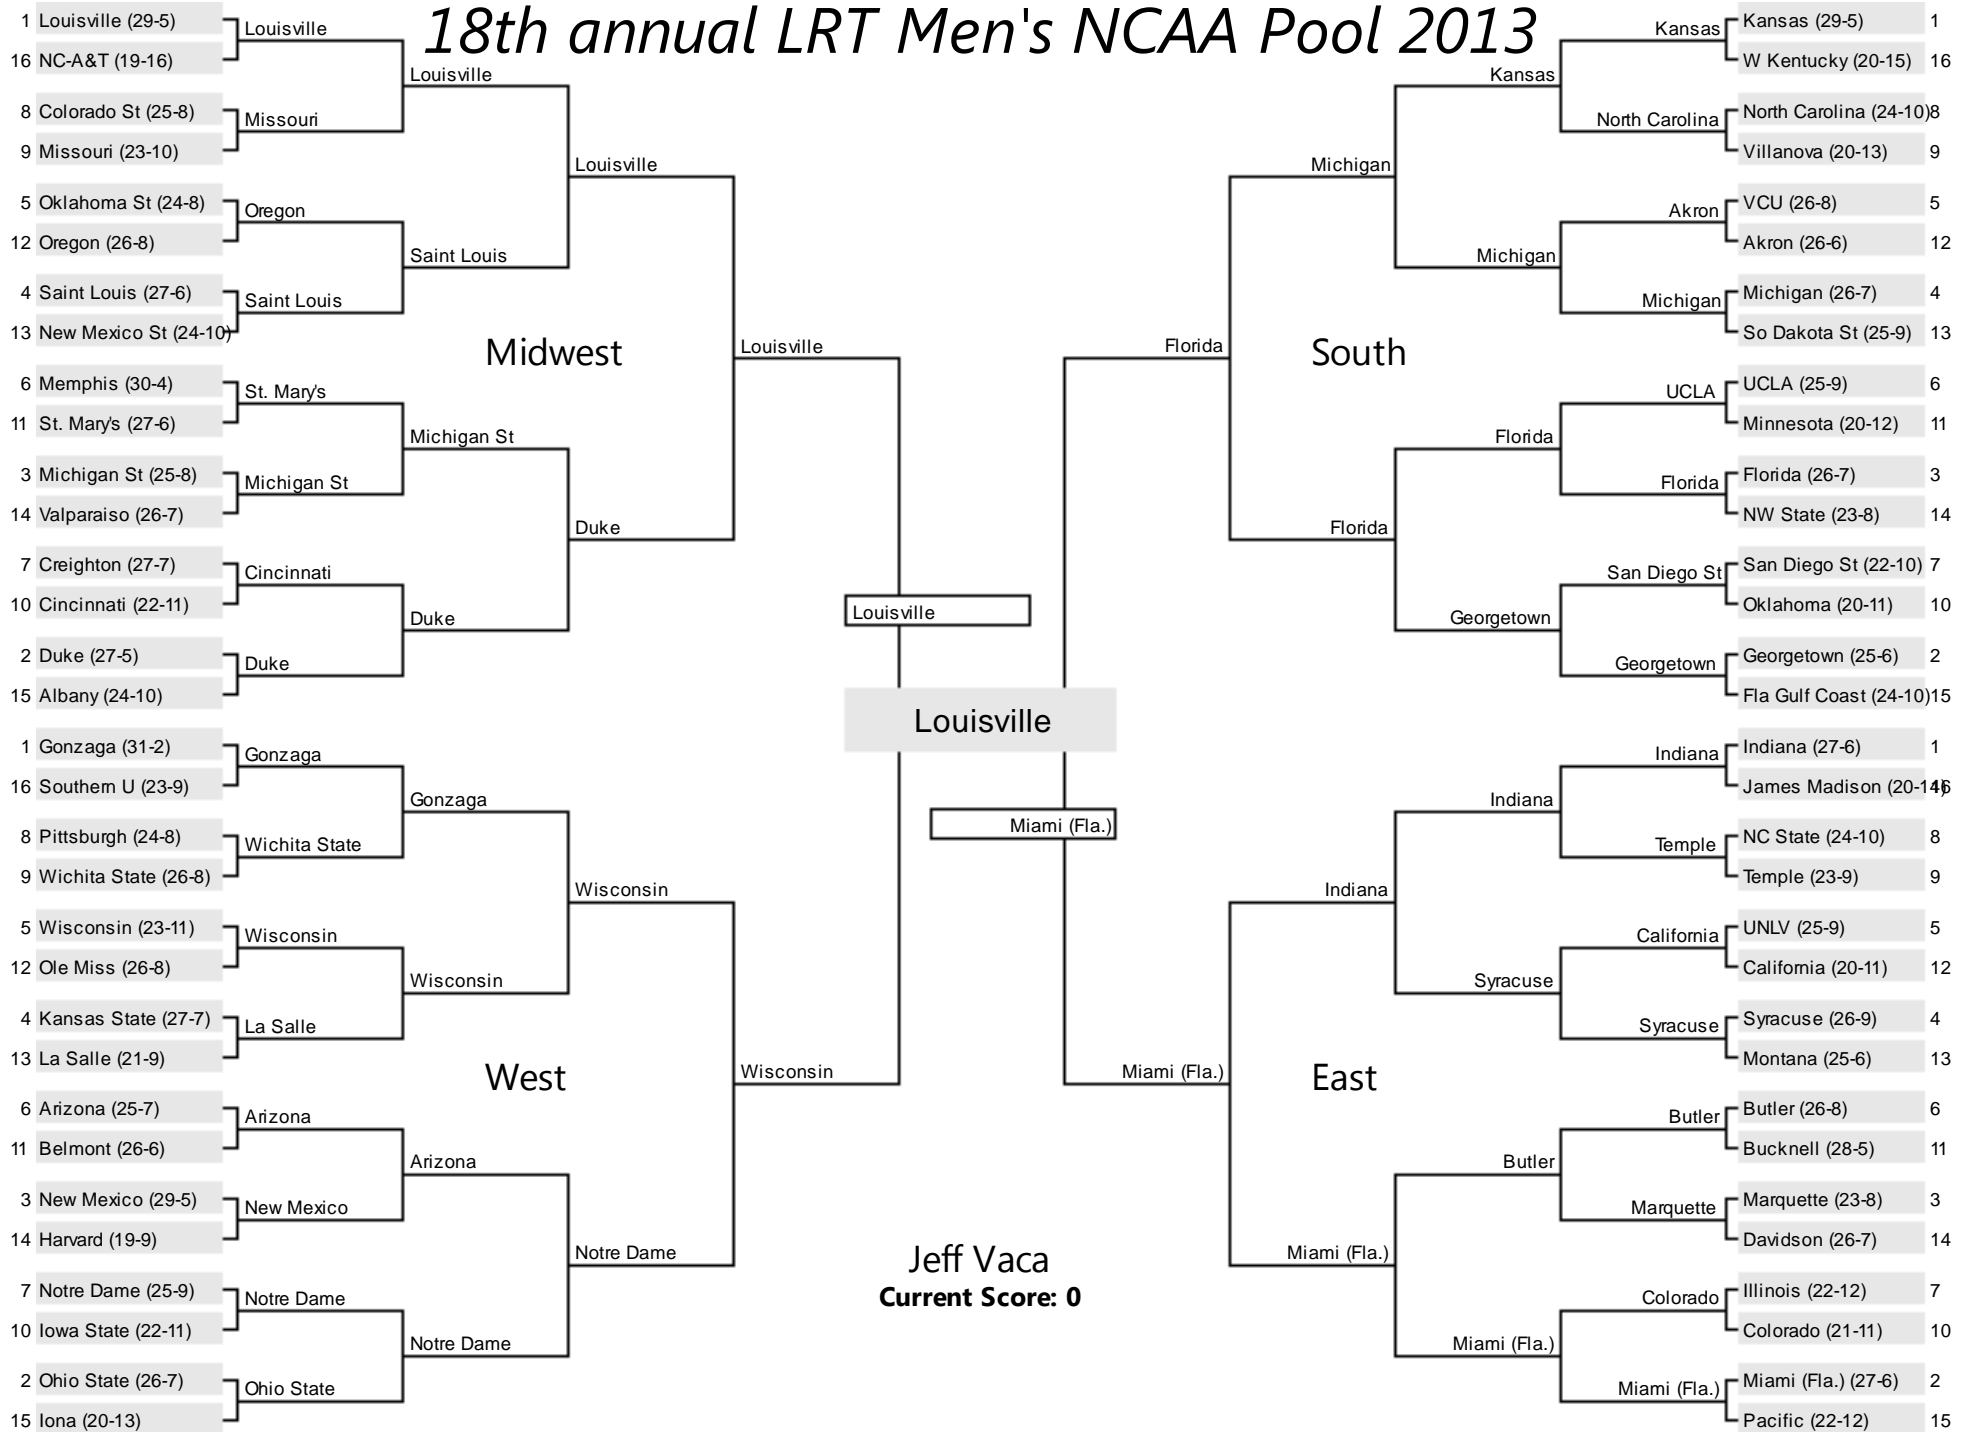 18th annual LRT Men's NCAA Pool 2013
1 Louisville (29-5)
16 NC-A&T (19-16)
8 Colorado St (25-8)
9 Missouri (23-10)
5 Oklahoma St (24-8)
12 Oregon (26-8)
4 Saint Louis (27-6)
13 New Mexico St (24-10)
6 Memphis (30-4)
11 St. Mary's (27-6)
3 Michigan St (25-8)
14 Valparaiso (26-7)
7 Creighton (27-7)
10 Cincinnati (22-11)
2 Duke (27-5)
15 Albany (24-10)
Louisville
Missouri
Oregon
Saint Louis
St. Mary's
Michigan St
Cincinnati
Duke
Louisville
Saint Louis
Michigan St
Duke
Louisville
Duke
Midwest
Louisville
1 Gonzaga (31-2)
16 Southern U (23-9)
8 Pittsburgh (24-8)
9 Wichita State (26-8)
5 Wisconsin (23-11)
12 Ole Miss (26-8)
4 Kansas State (27-7)
13 La Salle (21-9)
6 Arizona (25-7)
11 Belmont (26-6)
3 New Mexico (29-5)
14 Harvard (19-9)
7 Notre Dame (25-9)
10 Iowa State (22-11)
2 Ohio State (26-7)
15 Iona (20-13)
Gonzaga
Wichita State
Wisconsin
La Salle
Arizona
New Mexico
Notre Dame
Ohio State
Gonzaga
Wisconsin
Arizona
Notre Dame
Wisconsin
Notre Dame
West
Wisconsin
Louisville
Louisville
Miami (Fla.)
Jeff Vaca
Current Score: 0
Kansas (29-5) 1
W Kentucky (20-15) 16
North Carolina (24-10) 8
Villanova (20-13) 9
VCU (26-8) 5
Akron (26-6) 12
Michigan (26-7) 4
So Dakota St (25-9) 13
UCLA (25-9) 6
Minnesota (20-12) 11
Florida (26-7) 3
NW State (23-8) 14
San Diego St (22-10) 7
Oklahoma (20-11) 10
Georgetown (25-6) 2
Fla Gulf Coast (24-10) 15
Kansas
North Carolina
Akron
Michigan
UCLA
Florida
San Diego St
Georgetown
Kansas
Michigan
Florida
Georgetown
Michigan
Florida
South
Florida
Indiana (27-6) 1
James Madison (20-14) 16
NC State (24-10) 8
Temple (23-9) 9
UNLV (25-9) 5
California (20-11) 12
Syracuse (26-9) 4
Montana (25-6) 13
Butler (26-8) 6
Bucknell (28-5) 11
Marquette (23-8) 3
Davidson (26-7) 14
Illinois (22-12) 7
Colorado (21-11) 10
Miami (Fla.) (27-6) 2
Pacific (22-12) 15
Indiana
Temple
California
Syracuse
Butler
Marquette
Colorado
Miami (Fla.)
Indiana
Syracuse
Butler
Miami (Fla.)
Indiana
Miami (Fla.)
East
Miami (Fla.)